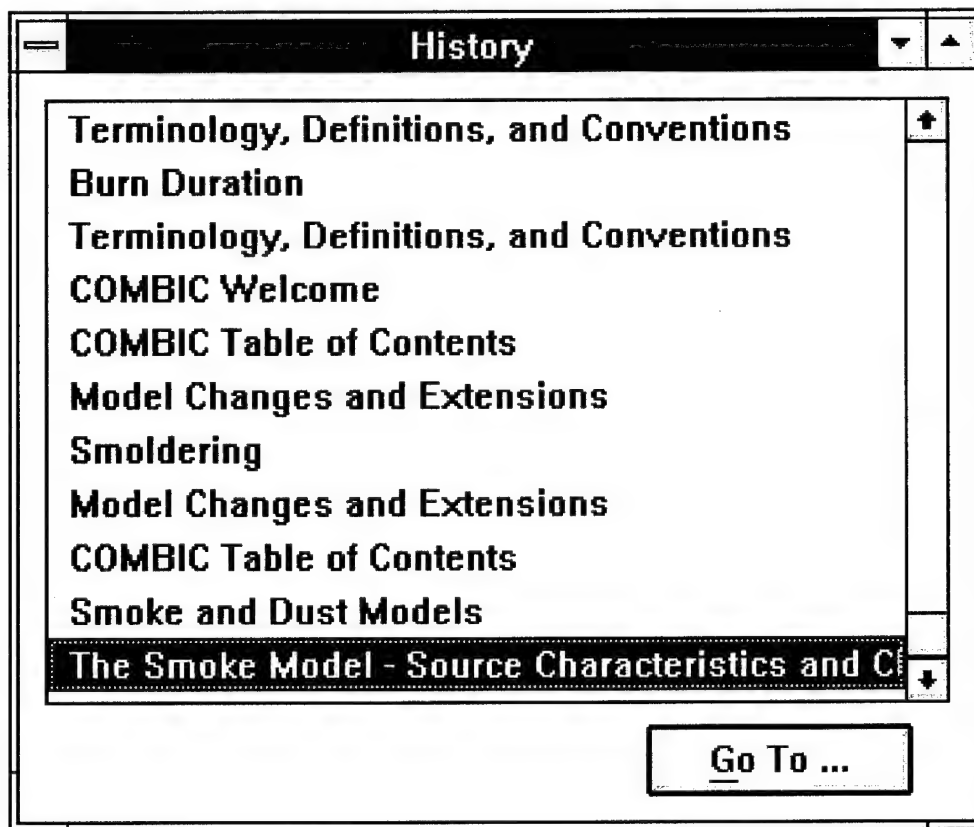 History
Terminology, Definitions, and Conventions
Burn Duration
Terminology, Definitions, and Conventions
COMBIC Welcome
COMBIC Table of Contents
Model Changes and Extensions
Smoldering
Model Changes and Extensions
COMBIC Table of Contents
Smoke and Dust Models
The Smoke Model - Source Characteristics and
Go To ...